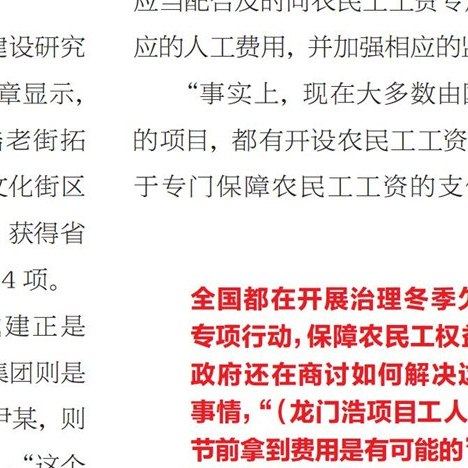 建设研究
章显示，
老街拓
文化街区
获得省
4 项。
建正是
集团则是
尹某，则
“这个
应当配合及时向农民工工资专
应的人工费用，并加强相应的
“事实上，现在大多数由
的项目，都有开设农民工工资
于专门保障农民工工资的支
全国都在开展治理冬季欠
专项行动，保障农民工权益
政府还在商讨如何解决这
事情，“（龙门浩项目工人
节前拿到费用是有可能的